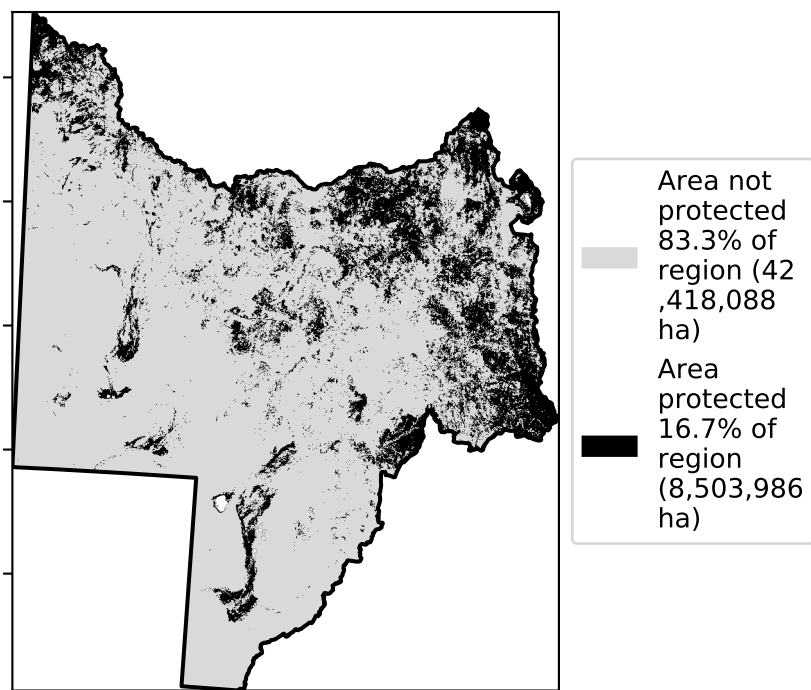 Area not
protected
83.3% of
region (42
,418,088
ha)
Area
protected
16.7% of
region
(8,503,986
ha)